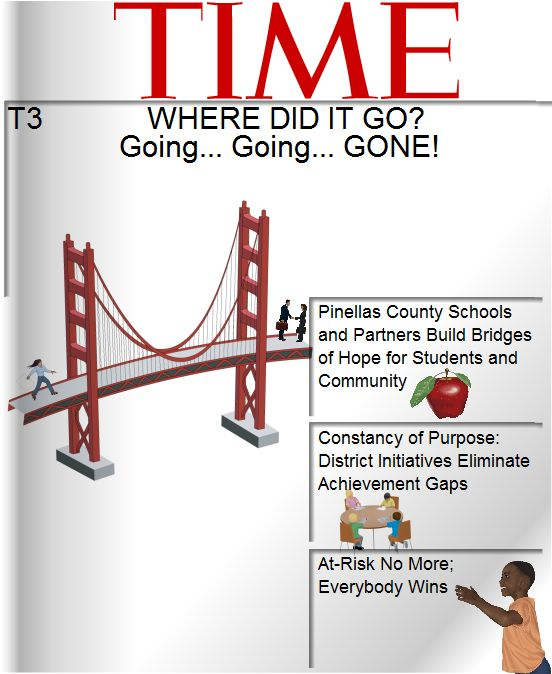 TIME
T3
WHERE DID IT GO?
Going... Going... GONE!
Pinellas County Schools
and Partners Build Bridges
of Hope for Students and
Community
Constancy of Purpose:
District Initiatives Eliminate
Achievement Gaps
At-Risk No More;
Everybody Wins